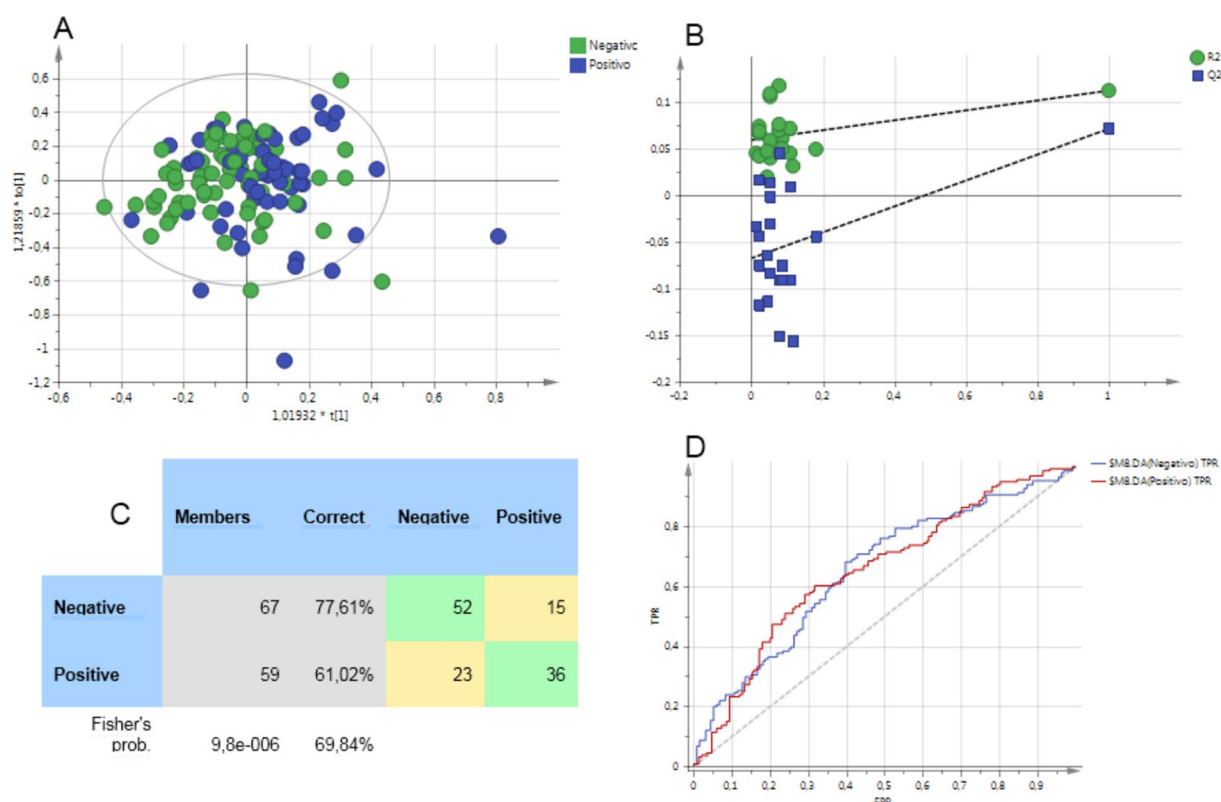 A
Negativc
Positivo
0,6
0,4
0,2
0
-0,2
-0,4
-0,6
-0,8
-1
-1,2
1,21859 * to[1]
-0,6
-0,4
-0,2
0
0,2
0,4
0,6
0,8
1,01932 * t[1]
B
R2
Q2
0,1
0,05
0
-0,05
-0,1
-0,15
-0,2
-0,2
0
0,2
0,4
0,6
0,8
1
C
Members Correct Negative Positive
Negative 67 77,61% 52 15
Positive 59 61,02% 23 36
Fisher's
prob. 9,8e-006 69,84%
D
$M8.DA(Negativo) TPR
$M8.DA(Positivo) TPR
0,8
0,6
0,4
0,2
0
TPR
0
0,1
0,2
0,3
0,4
0,5
0,6
0,7
0,8
0,9